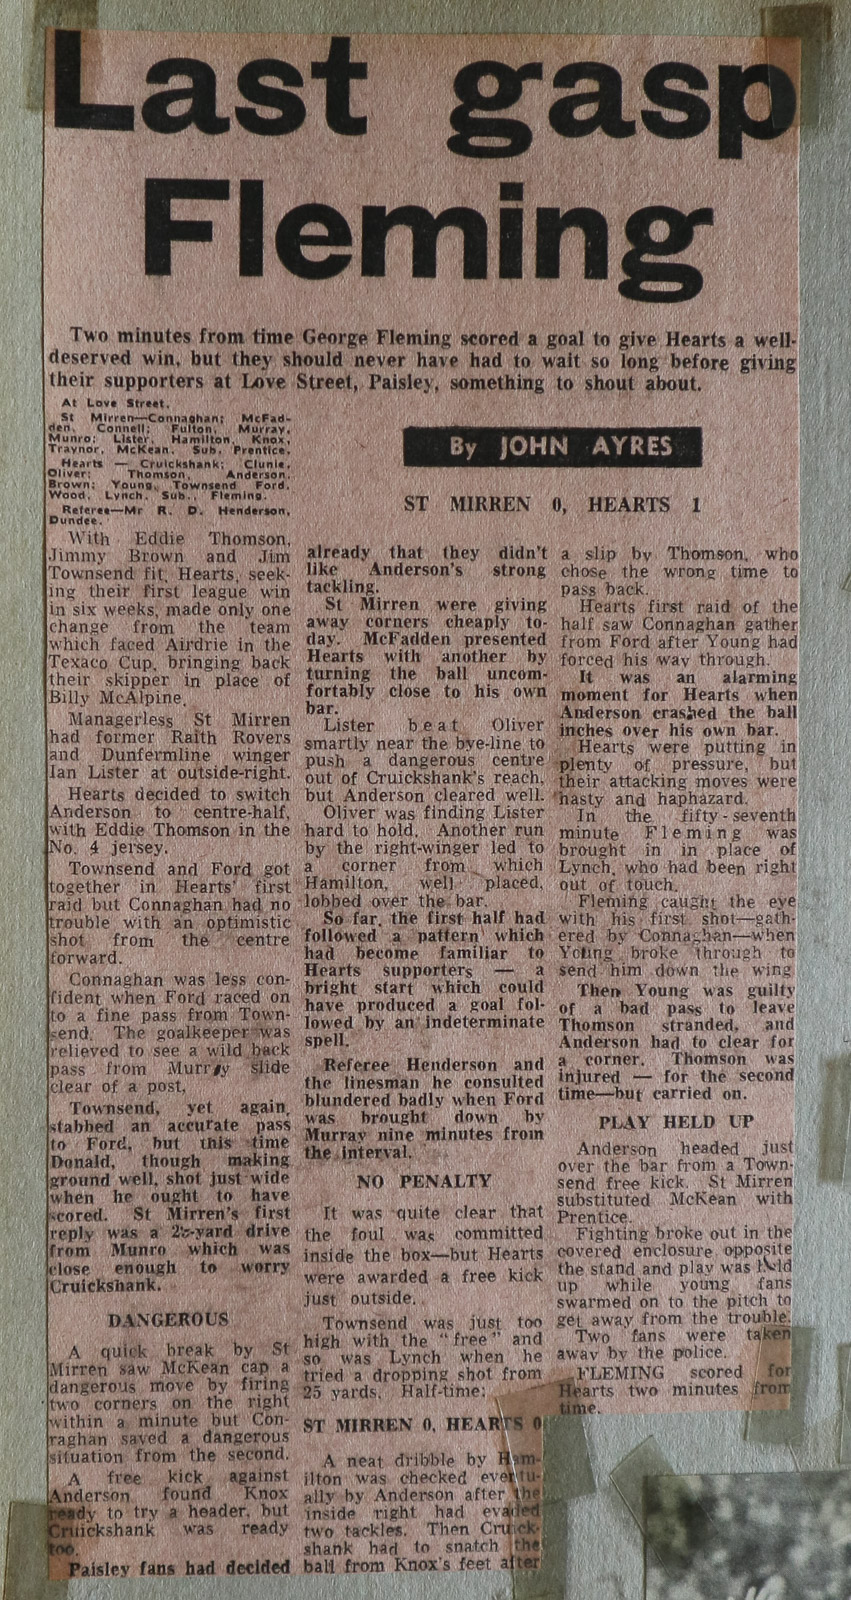 Last gasp
Fleming
Two minutes from time George Fleming scored a goal to give Hearts a well-
deserved win, but they should never have had to wait so long before giving
their supporters at Love Street, Paisley, something to shout about.
At Love Street.
St Mirren—Connaghan; McFad-
den, Connell; Fulton, Murray,
Munro; Lister, Hamilton, Knox,
Traynor, McKean. Sub. Prentice.
Hearts — Cruickshank; Clunie,
Oliver; Thomson, Anderson,
Brown; Young, Townsend Ford,
Wood, Lynch, Sub., Fleming.
Referee—Mr R. D. Henderson,
Dundee.
With Eddie Thomson,
Jimmy Brown and Jim
Townsend fit, Hearts, seek-
ing their first league win
in six weeks, made only one
change from the team
which faced Airdrie in the
Texaco Cup, bringing back
their skipper in place of
Billy McAlpine.
Managerless St Mirren
had former Raith Rovers
and Dunfermline winger
Ian Lister at outside-right.
Hearts decided to switch
Anderson to centre-half,
with Eddie Thomson in the
No. 4 jersey.
Townsend and Ford got
together in Hearts' first
raid but Connaghan had no
trouble with an optimistic
shot from the centre
forward.
Connaghan was less con-
fident when Ford raced on
to a fine pass from Town-
send. The goalkeeper was
relieved to see a wild back
pass from Murray slide
clear of a post.
Townsend, yet again,
stabbed an accurate pass
to Ford, but this time
Donald, though making
ground well, shot just wide
when he ought to have
scored. St Mirren's first
reply was a 25-yard drive
from Munro which was
close enough to worry
Cruickshank.
DANGEROUS
A quick break by St
Mirren saw McKean cap a
dangerous move by firing
two corners on the right
within a minute but Con-
raghan saved a dangerous
situation from the second.
A free kick against
Anderson found Knox
ready to try a header, but
Cruickshank was ready
too.
Paisley fans had decided
By JOHN AYRES
ST MIRREN 0, HEARTS 1
already that they didn't
like Anderson's strong
tackling.
St Mirren were giving
away corners cheaply to-
day. McFadden presented
Hearts with another by
turning the ball uncom-
fortably close to his own
bar.
Lister beat Oliver
smartly near the bye-line to
push a dangerous centre
out of Cruickshank's reach,
but Anderson cleared well.
Oliver was finding Lister
hard to hold. Another run
by the right-winger led to
a corner from which
Hamilton, well placed,
lobbed over the bar.
So far, the first half had
followed a pattern which
had become familiar to
Hearts supporters — a
bright start which could
have produced a goal fol-
lowed by an indeterminate
spell.
Referee Henderson and
the linesman he consulted
blundered badly when Ford
was brought down by
Murray nine minutes from
the interval.
NO PENALTY
It was quite clear that
the foul was committed
inside the box—but Hearts
were awarded a free kick
just outside.
Townsend was just too
high with the "free" and
so was Lynch when he
tried a dropping shot from
25 yards. Half-time:
ST MIRREN 0, HEARTS 0
A neat dribble by Ham-
ilton was checked eventu-
ally by Anderson after the
inside right had evaded
two tackles. Then Cruick-
shank had to snatch the
ball from Knox's feet after
a slip by Thomson, who
chose the wrong time to
pass back.
Hearts first raid of the
half saw Connaghan gather
from Ford after Young had
forced his way through.
It was an alarming
moment for Hearts when
Anderson crashed the ball
inches over his own bar.
Hearts were putting in
plenty of pressure, but
their attacking moves were
hasty and haphazard.
In the fifty-seventh
minute Fleming was
brought in in place of
Lynch, who had been right
out of touch.
Fleming caught the eye
with his first shot—gath-
ered by Connaghan—when
Young broke through to
send him down the wing
Then Young was guilty
of a bad pass to leave
Thomson stranded, and
Anderson had to clear for
a corner. Thomson was
injured — for the second
time—but carried on.
PLAY HELD UP
Anderson headed just
over the bar from a Town-
send free kick. St Mirren
substituted McKean with
Prentice.
Fighting broke out in the
covered enclosure opposite
the stand and play was held
up while young fans
swarmed on to the pitch to
get away from the trouble.
Two fans were taken
away by the police.
FLEMING scored for
Hearts two minutes from
time.